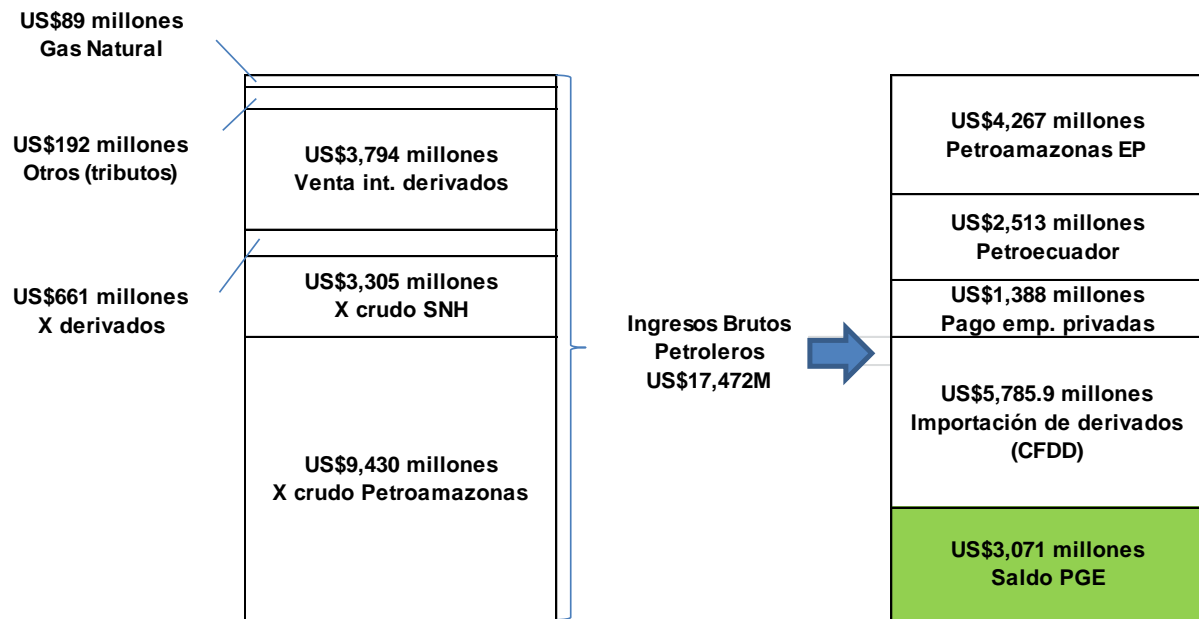 US$89 millones
Gas Natural
US$192 millones
Otros (tributos)
US$661 millones
X derivados
US$3,794 millones
Venta int. derivados
US$3,305 millones
X crudo SNH
US$9,430 millones
X crudo Petroamazonas
Ingresos Brutos
Petroleros
US$17,472M
US$4,267 millones
Petroamazonas EP
US$2,513 millones
Petroecuador
US$1,388 millones
Pago emp. privadas
US$5,785.9 millones
Importación de derivados
(CFDD)
US$3,071 millones
Saldo PGE